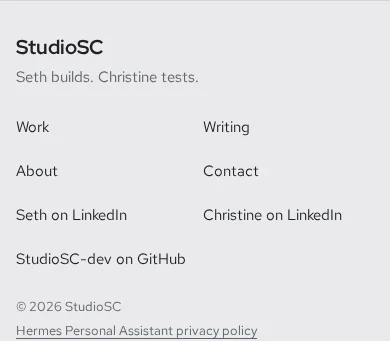 StudioSC
Seth builds. Christine tests.
Work
Writing
About
Contact
Seth on LinkedIn
Christine on LinkedIn
StudioSC-dev on GitHub
© 2026 StudioSC
Hermes Personal Assistant privacy policy